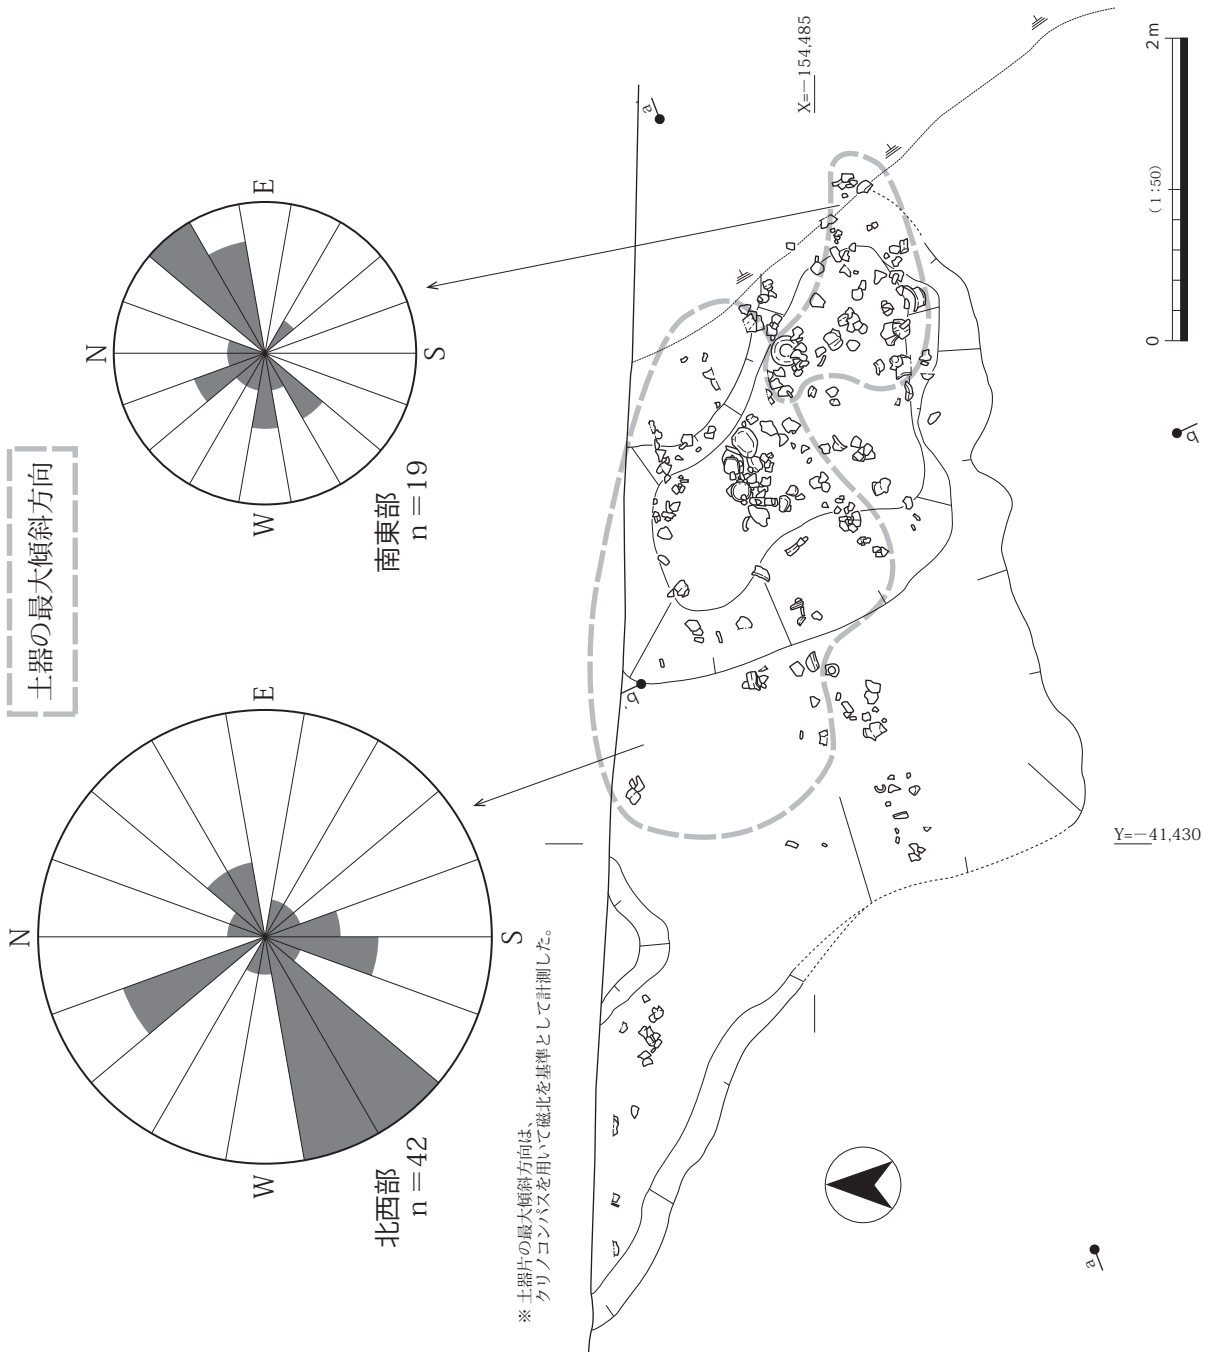 土器の最大傾斜方向
N
E
S
W
北西部
n＝42
N
E
S
W
南東部
n＝19
※ 土器片の最大傾斜方向は、
クリノコンパスを用いて磁北を基準として計測した。
X=－154,485
Y=－41,430
a
a'
b
b'
0
（1:50）
2m